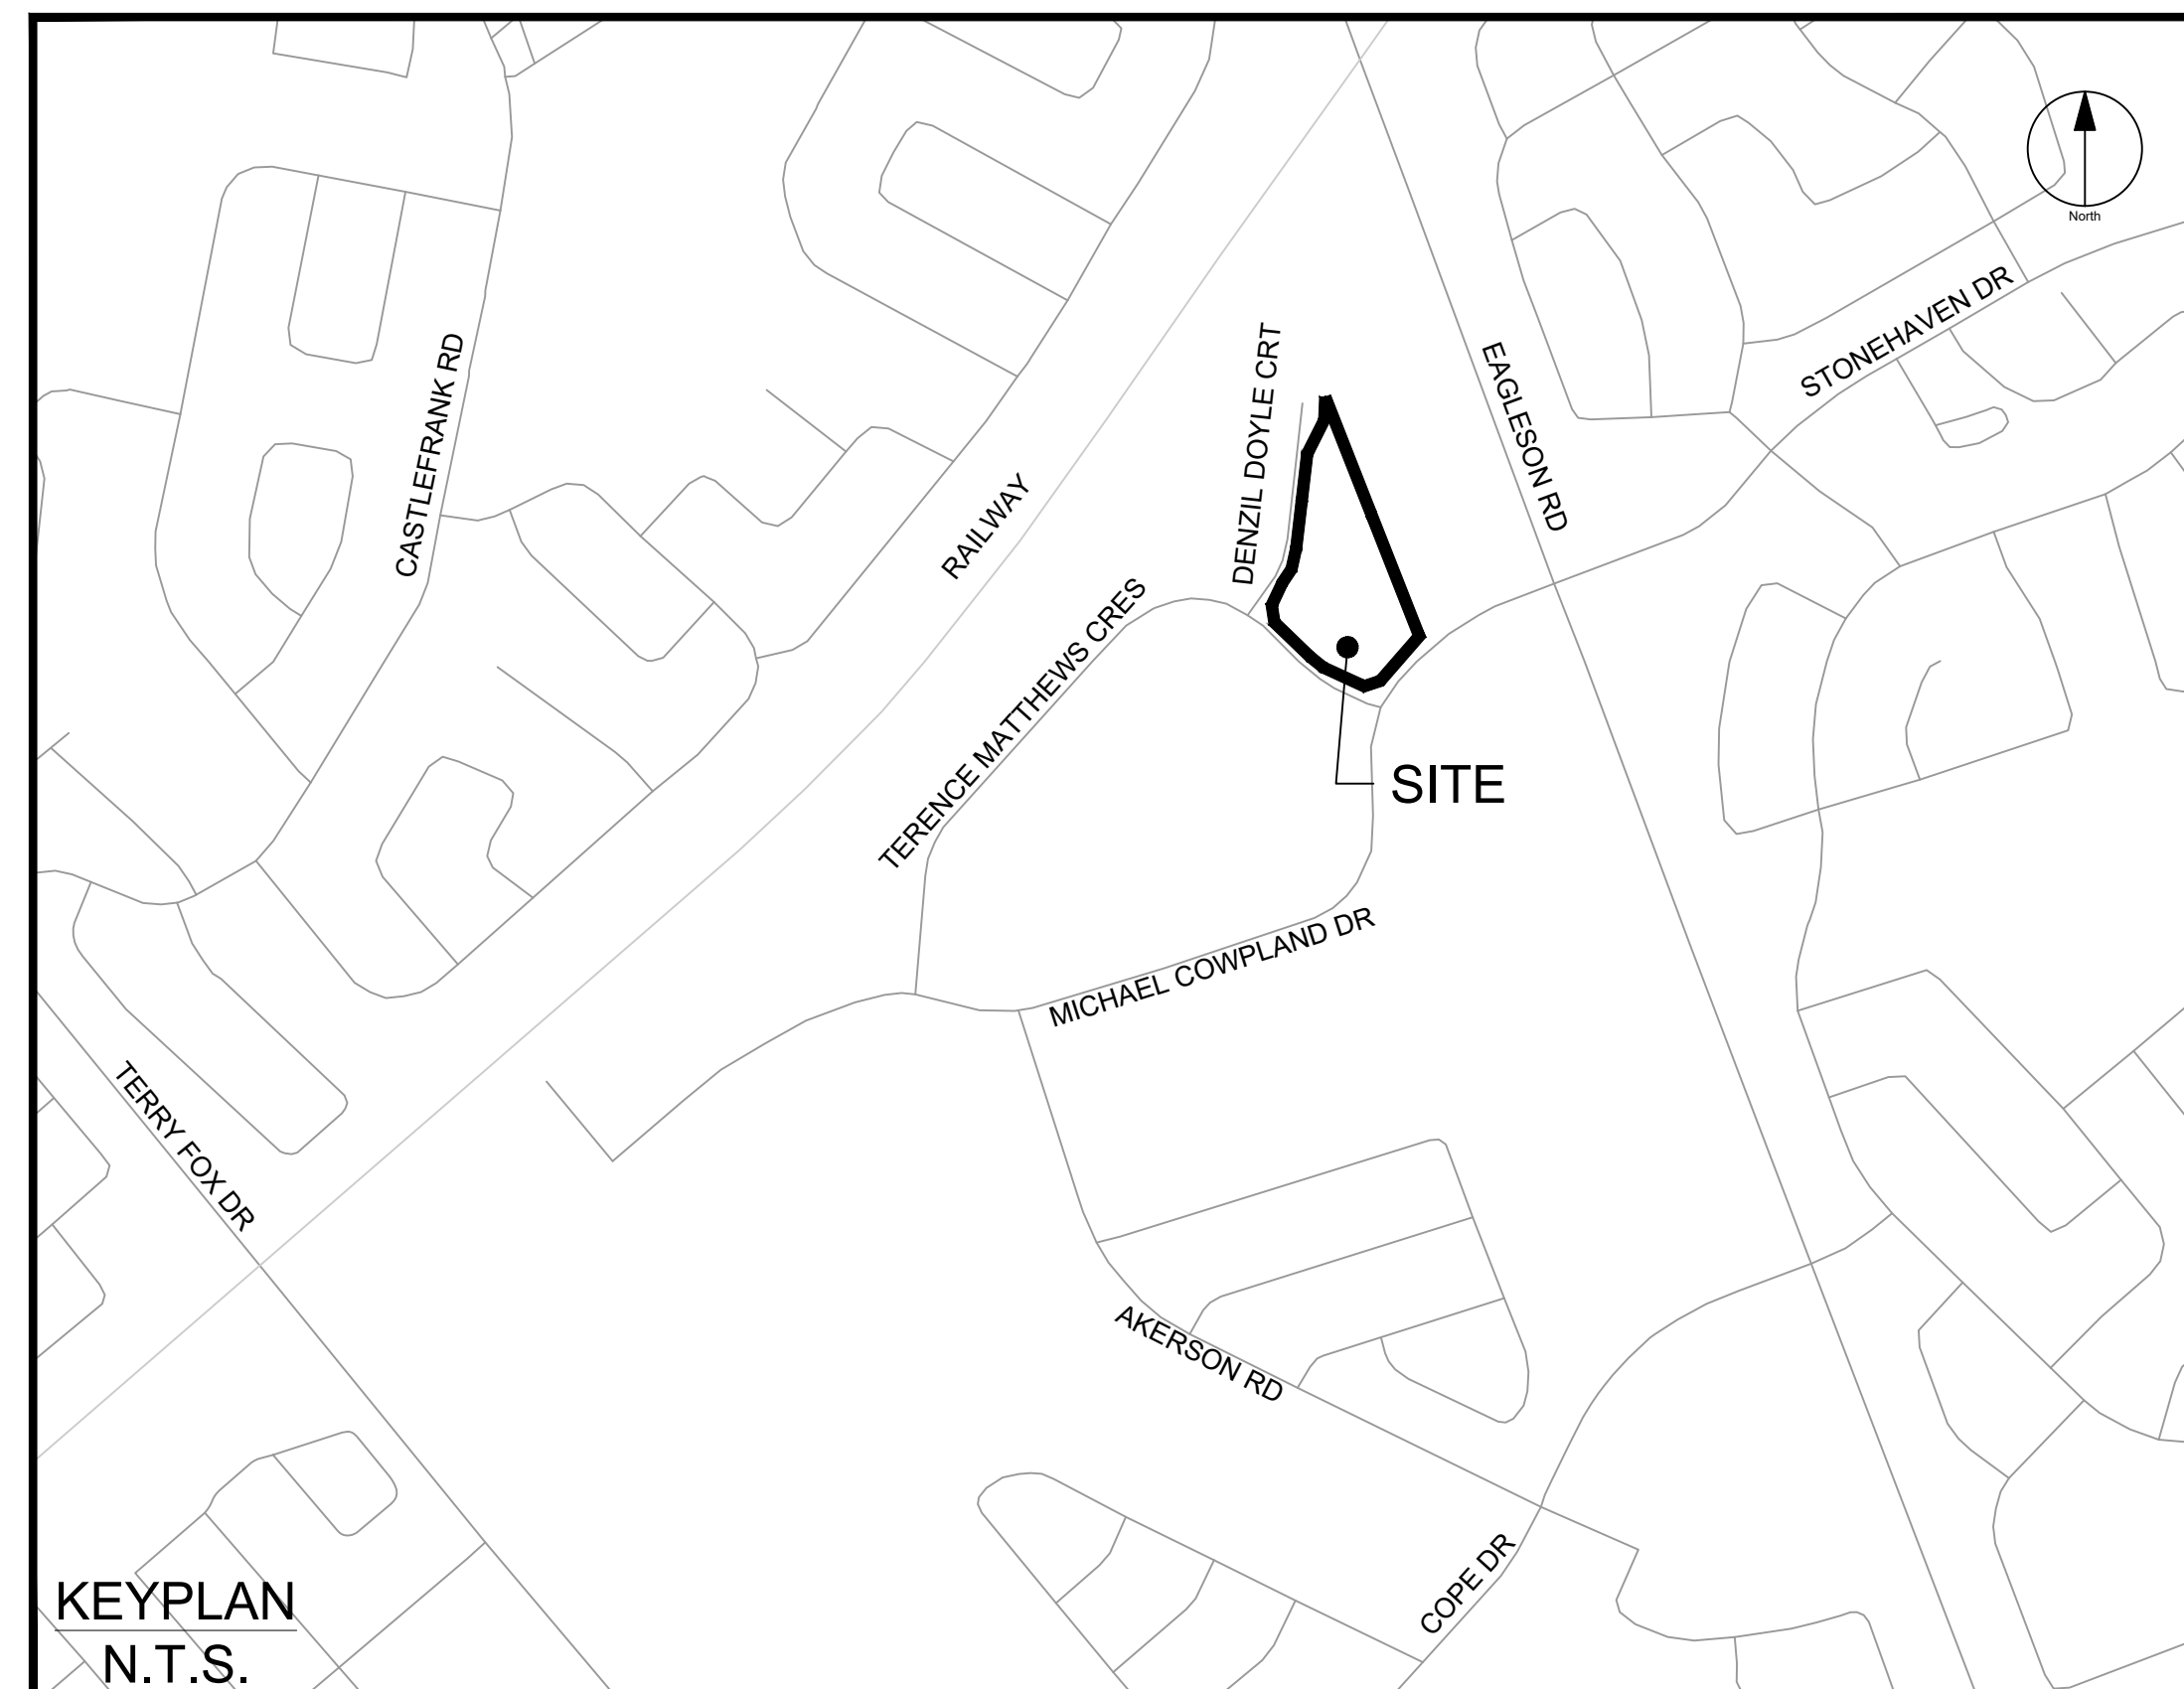 North
STONEHAVEN DR
EAGLESON RD
DENZIL DOYLE CRT
CASTLEFRANK RD
RAILWAY
TERENCE MATTHEWS CRES
SITE
MICHAEL COWPLAND DR
TERRY FOX DR
AKERSON RD
COPE DR
KEYPLAN
N.T.S.